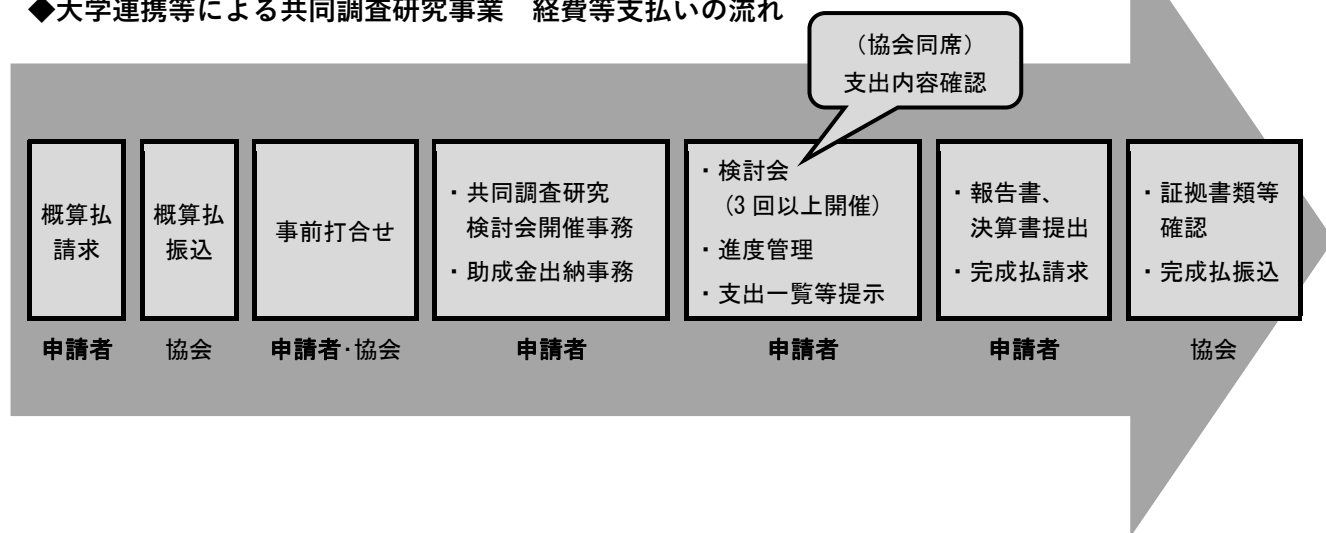 ◆大学連携等による共同調査研究事業　経費等支払いの流れ
（協会同席）
支出内容確認
概算払
請求
申請者
概算払
振込
協会
事前打合せ
申請者･協会
・共同調査研究
検討会開催事務
・助成金出納事務
申請者
・検討会
（3 回以上開催）
・進度管理
・支出一覧等提示
申請者
・報告書、
決算書提出
・完成払請求
申請者
・証拠書類等
確認
・完成払振込
協会